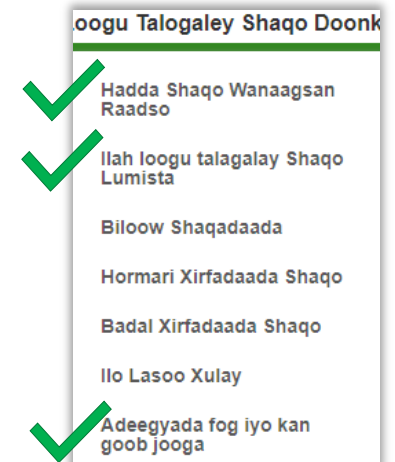 loogu Talogaley Shaqo Doonk
Hadda Shaqo Wanaagsan
Raadso
Ilah loogu talagalay Shaqo
Lumista
Biloow Shaqadaada
Hormari Xirfadaada Shaqo
Badal Xirfadaada Shaqo
Ilo Lasoo Xulay
Adeegyada fog iyo kan
goob jooga